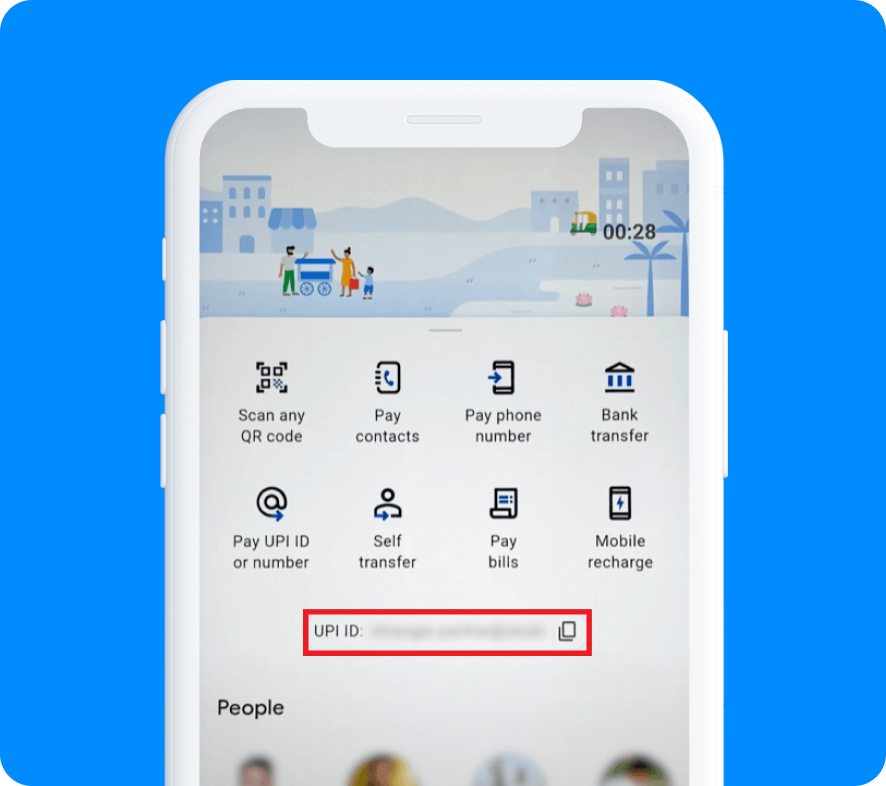 00:28
Scan any
QR code
Pay
contacts
Pay phone
number
Bank
transfer
Pay UPI ID
or number
Self
transfer
Pay
bills
Mobile
recharge
UPI ID:
People